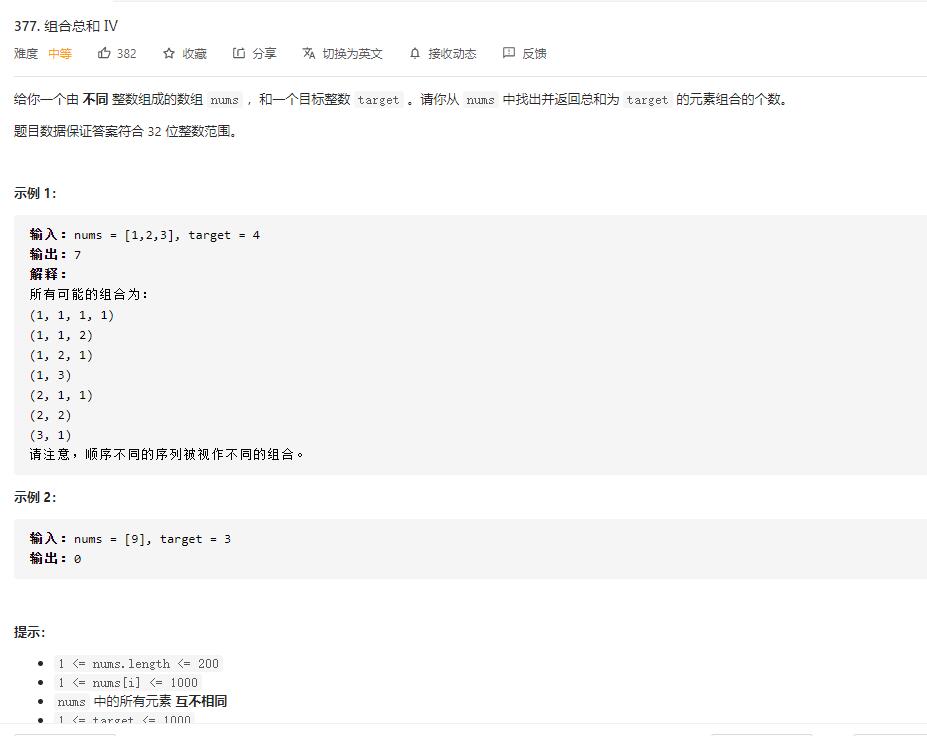 377. 组合总和 IV
难度 中等 382 收藏 分享 切换为英文 接收动态 反馈
给你一个由 不同 整数组成的数组 nums ，和一个目标整数 target 。请你从 nums 中找出并返回总和为 target 的元素组合的个数。
题目数据保证答案符合 32 位整数范围。
示例 1：
输入：nums = [1,2,3], target = 4
输出：7
解释：
所有可能的组合为：
(1, 1, 1, 1)
(1, 1, 2)
(1, 2, 1)
(1, 3)
(2, 1, 1)
(2, 2)
(3, 1)
请注意，顺序不同的序列被视作不同的组合。
示例 2：
输入：nums = [9], target = 3
输出：0
提示：
1 <= nums.length <= 200
1 <= nums[i] <= 1000
nums 中的所有元素 互不相同
1 <= target <= 1000